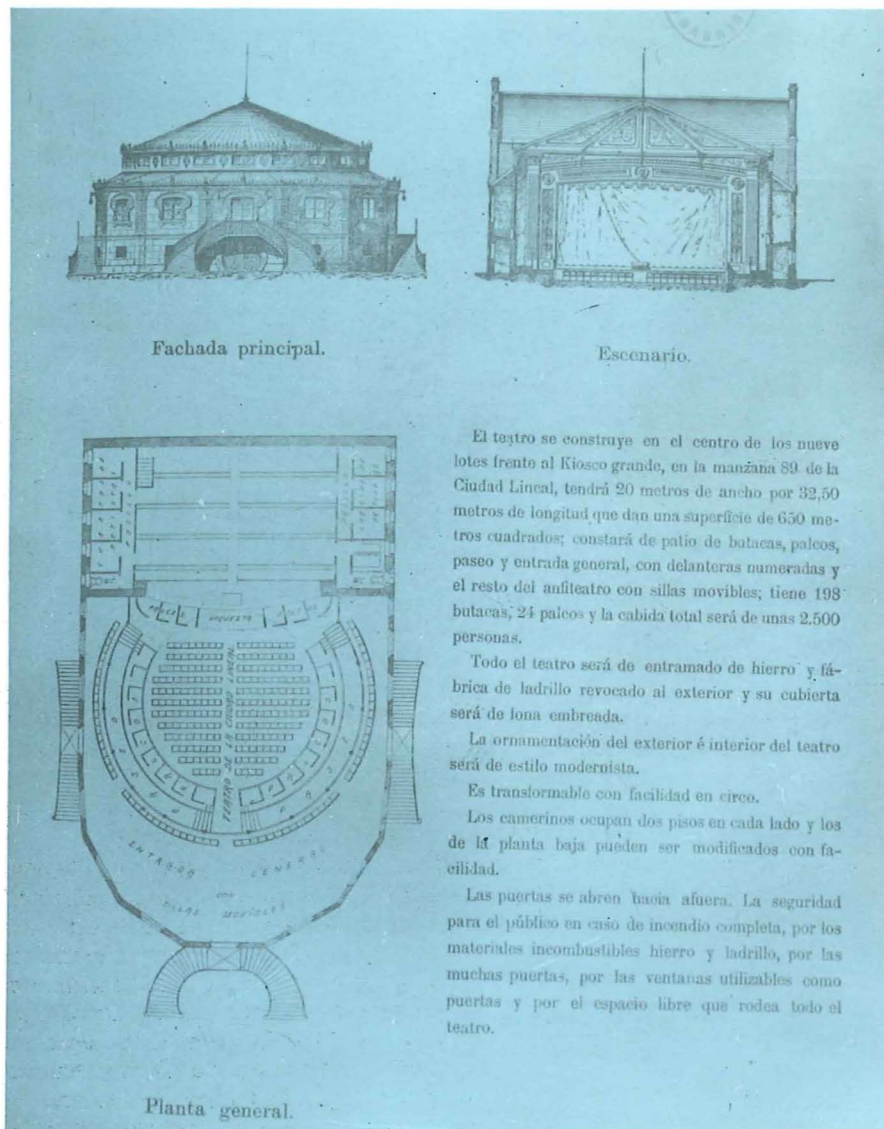 MADRID
Fachada principal.
Escenario.
El teatro se construye en el centro de los nueve
lotes frente al Kiosco grande, en la manzana 89 de la
Ciudad Lineal, tendrá 20 metros de ancho por 32,50
metros de longitud que dan una superficie de 650 me-
tros cuadrados; constará de patio de butacas, palcos,
paseo y entrada general, con delanteras numeradas y
el resto del anfiteatro con sillas movibles; tiene 198
butacas, 24 palcos y la cabida total será de unas 2.500
personas.
Todo el teatro será de entramado de hierro y fá-
brica de ladrillo revocado al exterior y su cubierta
será de lona embreada.
La ornamentación del exterior é interior del teatro
será de estilo modernista.
Es transformable con facilidad en circo.
Los camerinos ocupan dos pisos en cada lado y los
de la planta baja pueden ser modificados con fa-
cilidad.
Las puertas se abren hacia afuera. La seguridad
para el público en caso de incendio completa, por los
materiales incombustibles hierro y ladrillo, por las
muchas puertas, por las ventanas utilizables como
puertas y por el espacio libre que rodea todo el
teatro.
ORQUESTA
TEATRO DE LA CIUDAD LINEAL
ENTRADA GENERAL
CON
SILLAS MOVIBLES
Planta general.